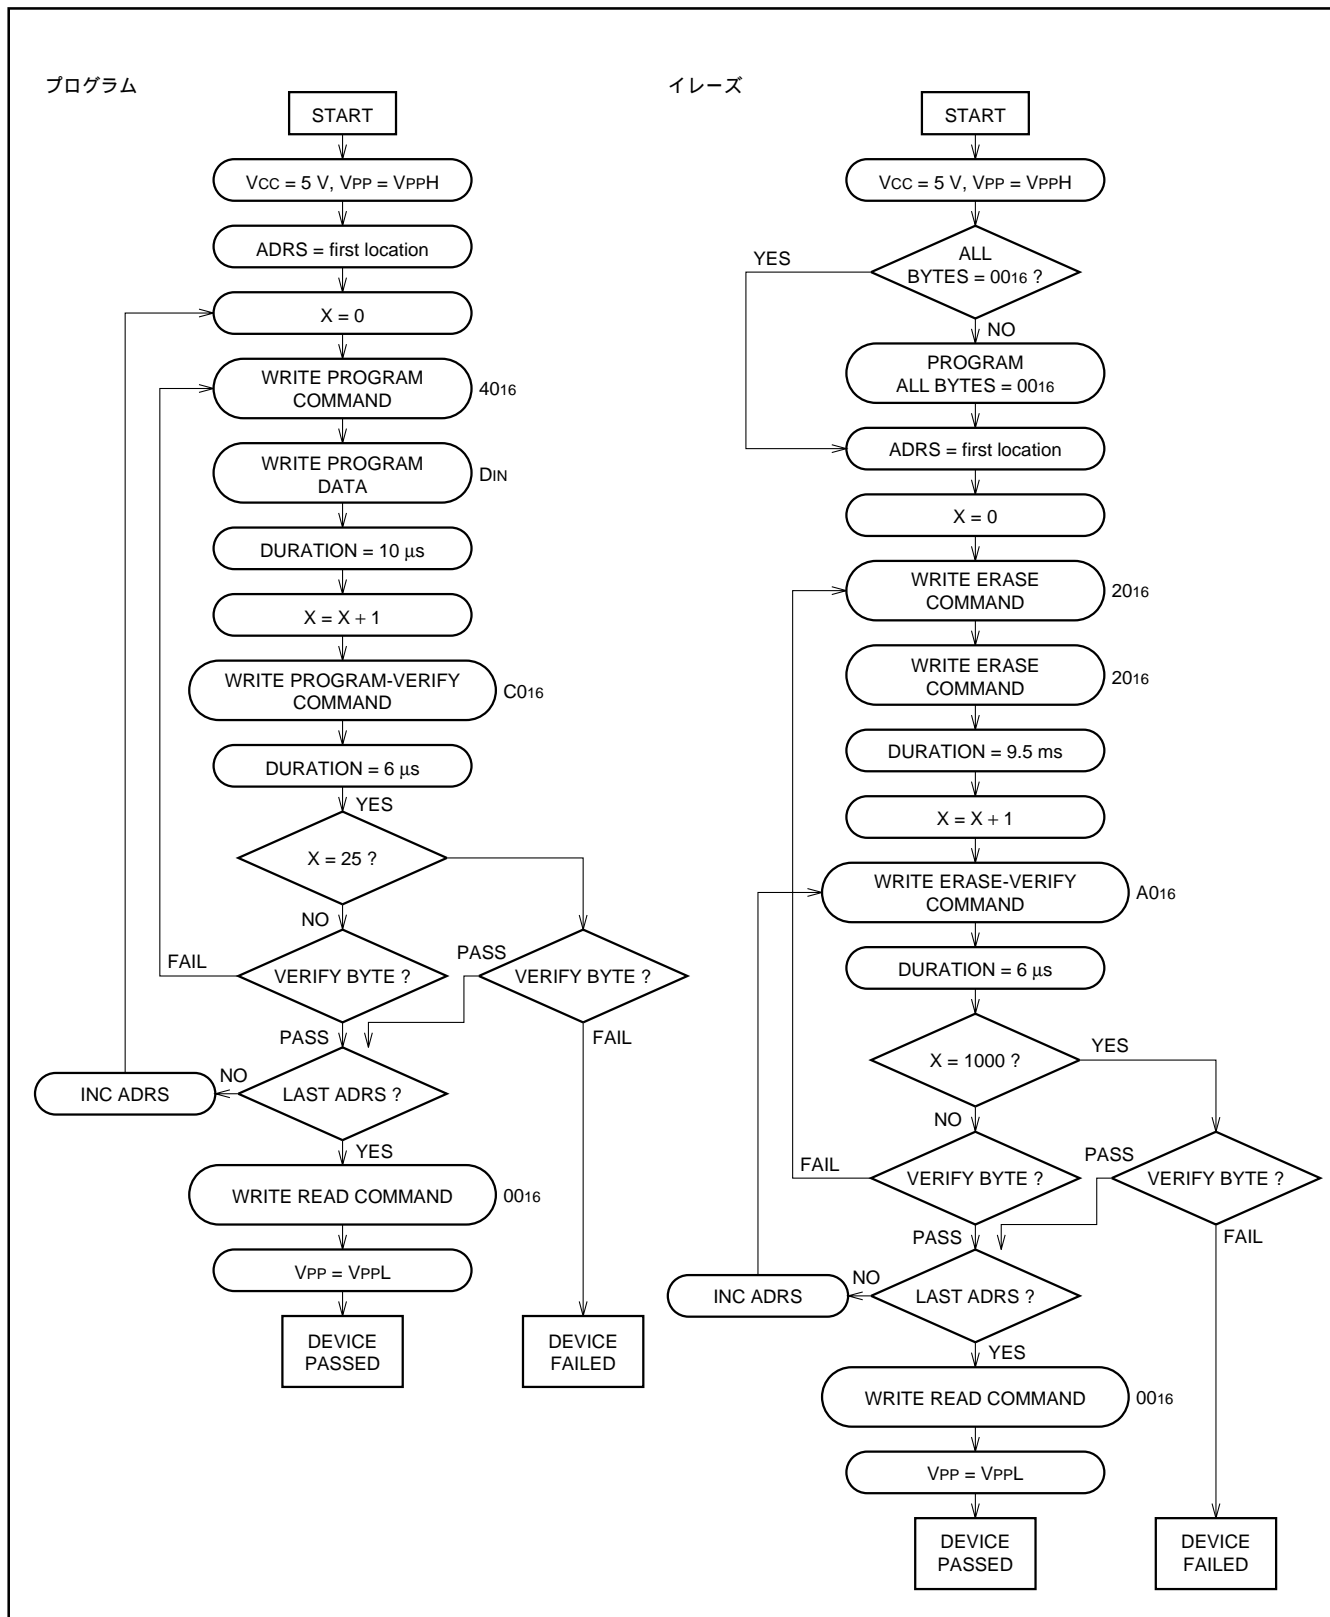 プログラム
START
VCC = 5 V, VPP = VPPH
ADRS = first location
X = 0
WRITE PROGRAM
COMMAND
4016
WRITE PROGRAM
DATA
DIN
DURATION = 10 μs
X = X + 1
WRITE PROGRAM-VERIFY
COMMAND
C016
DURATION = 6 μs
YES
X = 25 ?
NO
FAIL
VERIFY BYTE ?
PASS
VERIFY BYTE ?
PASS
FAIL
INC ADRS
NO
LAST ADRS ?
YES
WRITE READ COMMAND
0016
VPP = VPPL
DEVICE
PASSED
DEVICE
FAILED
イレーズ
START
VCC = 5 V, VPP = VPPH
YES
ALL
BYTES = 0016 ?
NO
PROGRAM
ALL BYTES = 0016
ADRS = first location
X = 0
WRITE ERASE
COMMAND
2016
WRITE ERASE
COMMAND
2016
DURATION = 9.5 ms
X = X + 1
WRITE ERASE-VERIFY
COMMAND
A016
DURATION = 6 μs
X = 1000 ?
YES
NO
FAIL
VERIFY BYTE ?
PASS
VERIFY BYTE ?
PASS
FAIL
INC ADRS
NO
LAST ADRS ?
YES
WRITE READ COMMAND
0016
VPP = VPPL
DEVICE
PASSED
DEVICE
FAILED